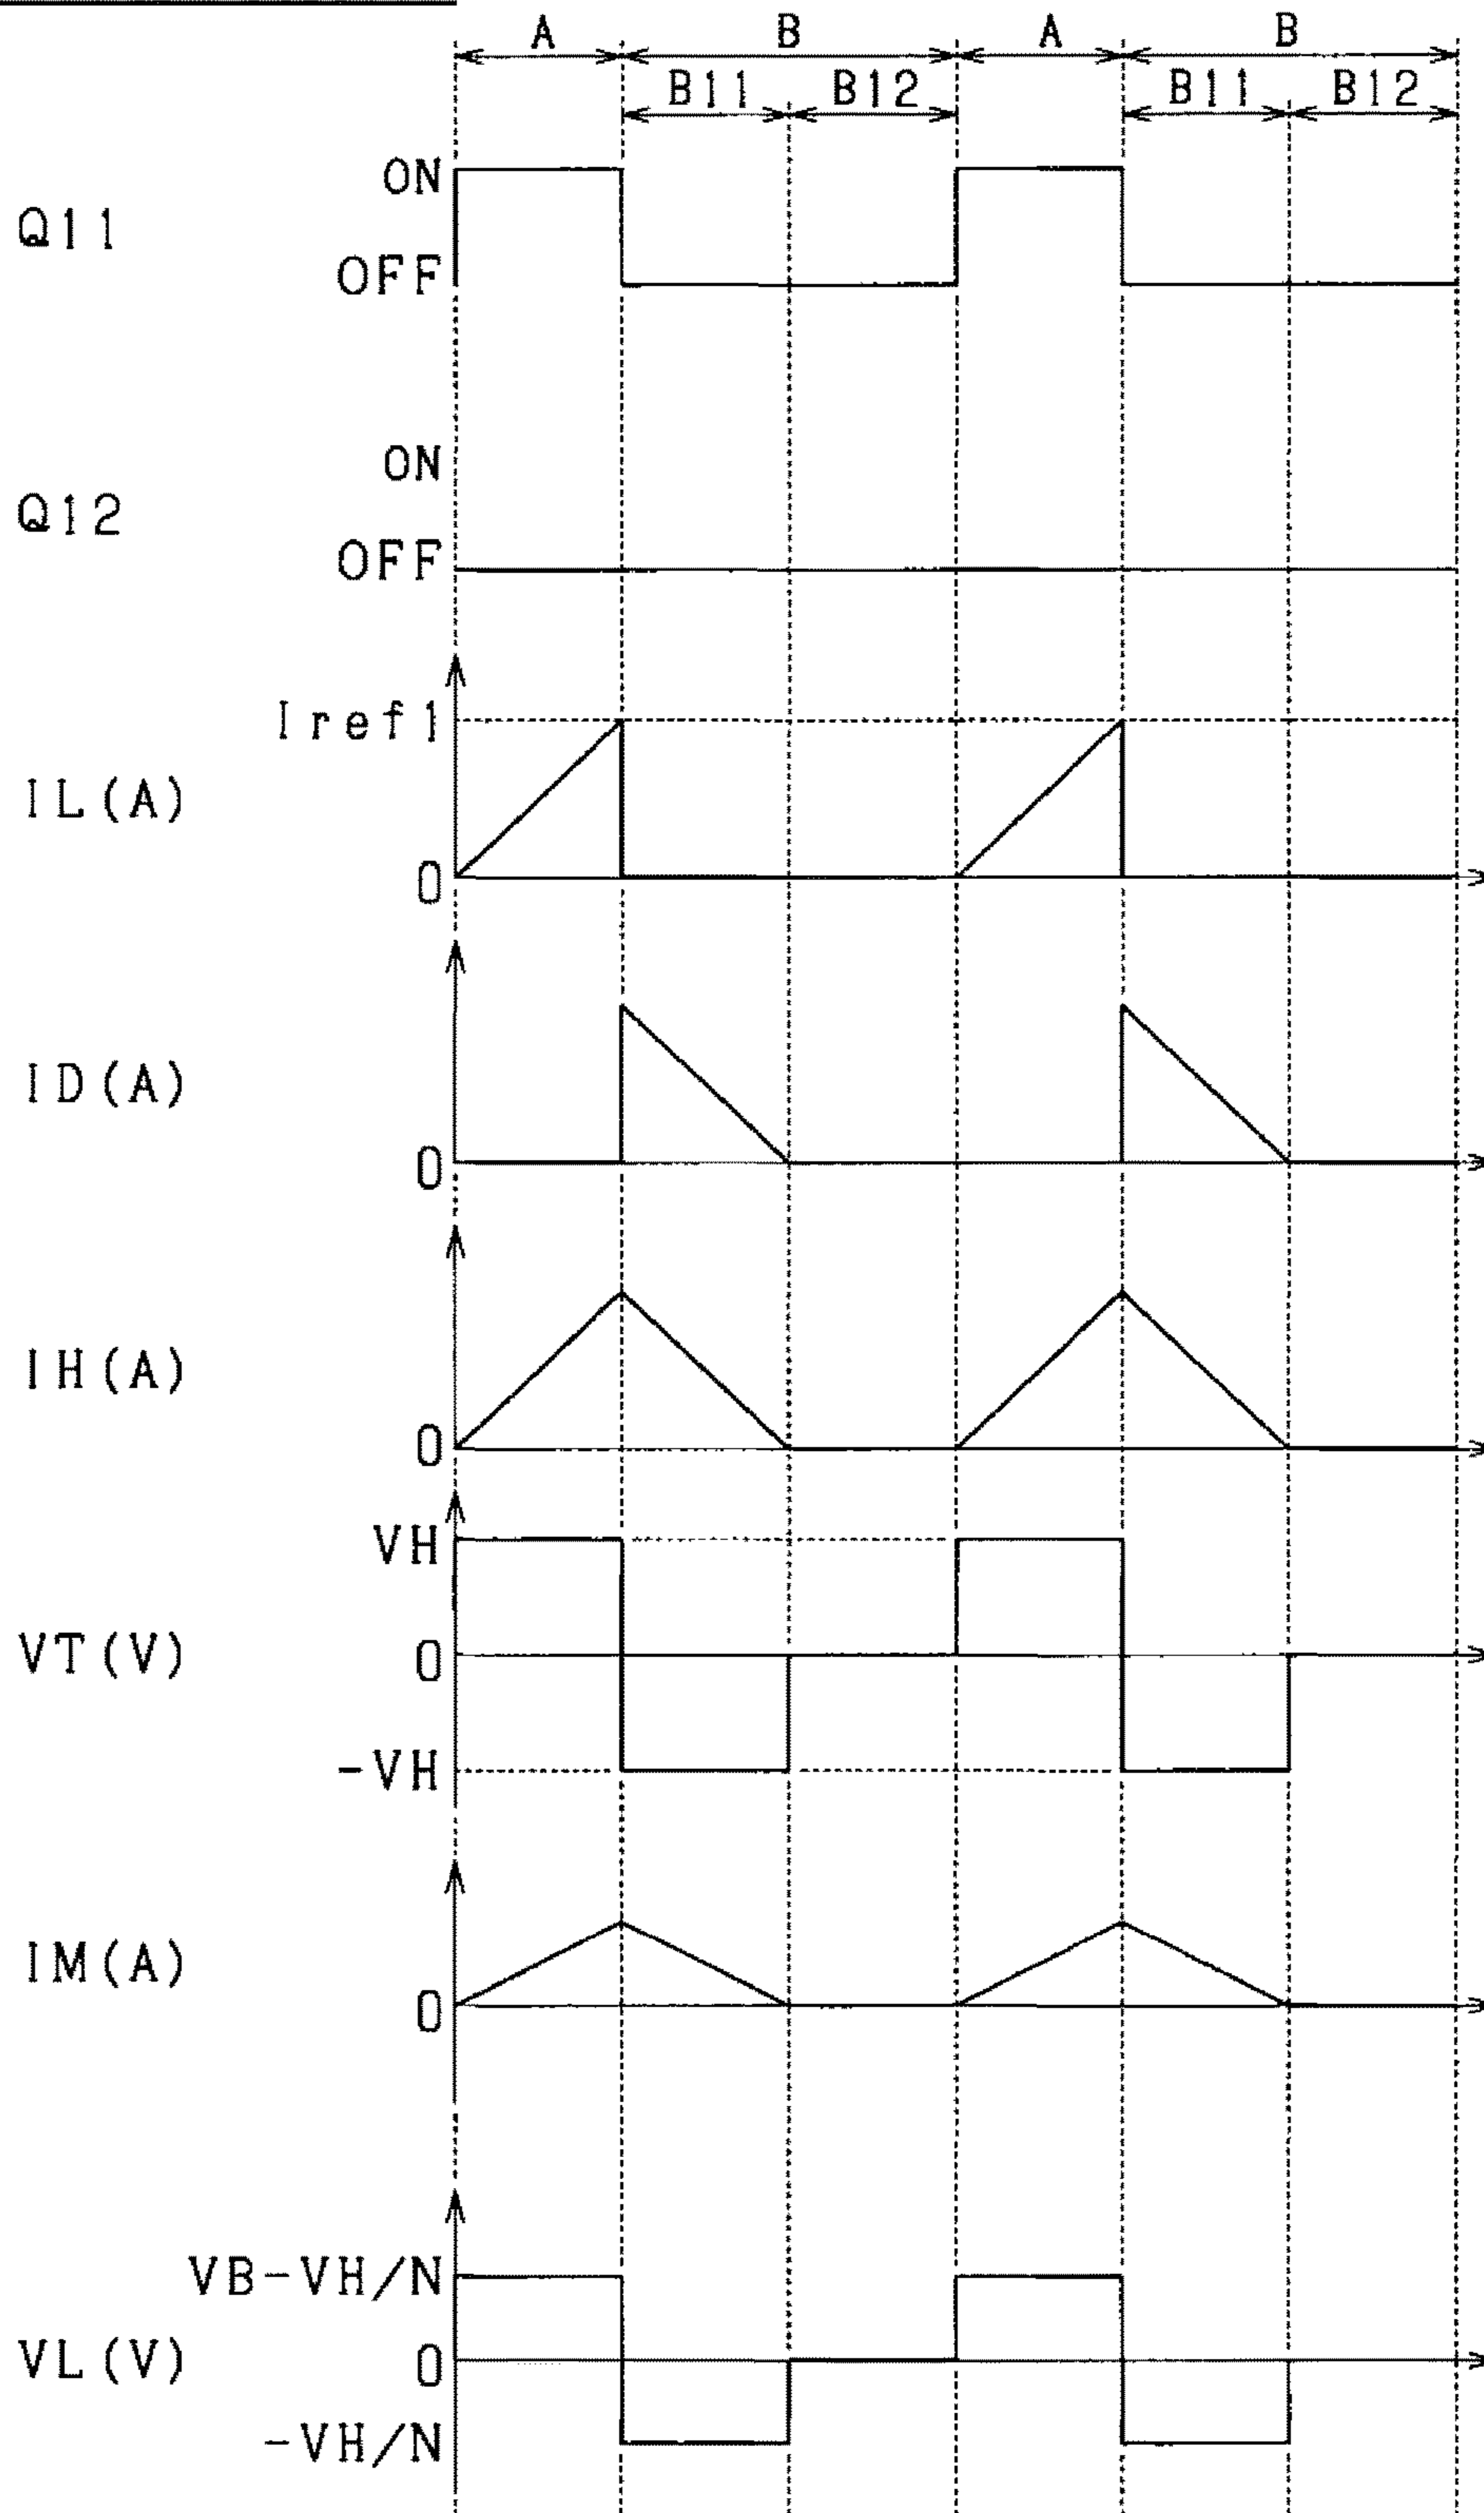 A B A B
B11 B12 B11 B12
ON
Q11
OFF
ON
Q12
OFF
Iref1
IL(A)
0
ID(A)
0
IH(A)
0
VH
VT(V) 0
-VH
IM(A)
0
VB-VH/N
VL(V) 0
-VH/N